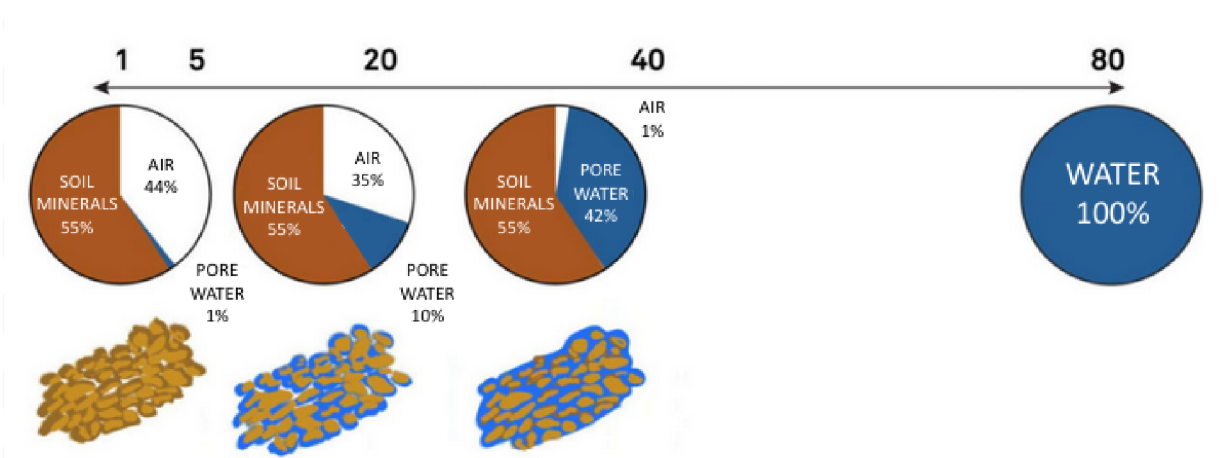 1 5 20 40 80
AIR
44%
SOIL
MINERALS
55%
PORE
WATER
1%
AIR
35%
SOIL
MINERALS
55%
PORE
WATER
10%
AIR
1%
SOIL
MINERALS
55%
PORE
WATER
42%
WATER
100%